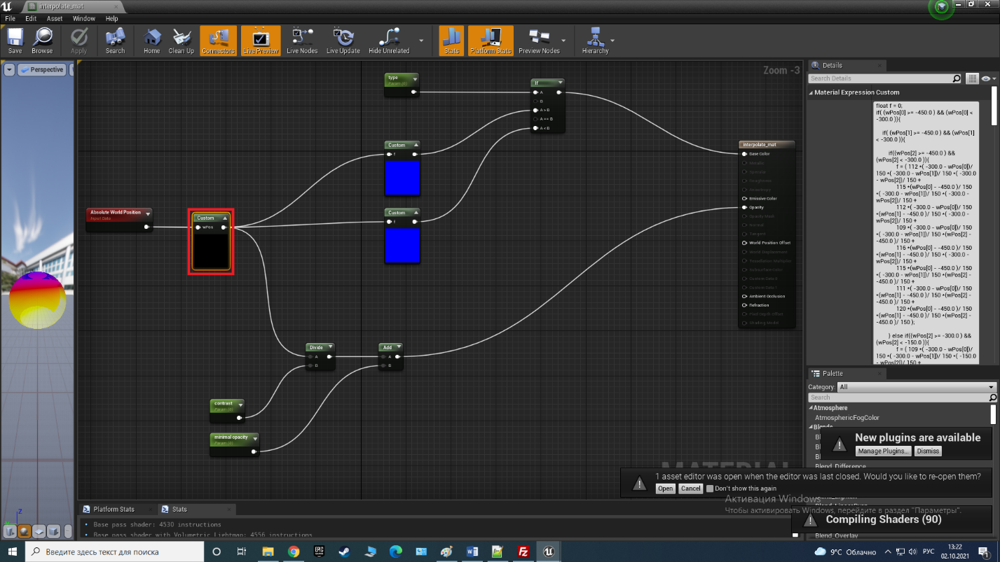 interpolate_mat
File Edit Asset Window Help
Save Browse Apply Search Home Clean Up Connectors Live Preview Live Nodes Live Update Hide Unrelated Stats Platform Stats Preview Nodes Hierarchy
Perspective
Zoom -3
type
Param (0)
If
A
B
A > B
A == B
A < B
Custom
f
Custom
f
Absolute World Position
Input Data
Custom
wPos
Divide
A
B
Add
A
B
contrast
Param (0)
minimal opacity
Param (0)
interpolate_mat
Base Color
Metallic
Specular
Roughness
Anisotropy
Emissive Color
Opacity
Opacity Mask
Normal
Tangent
World Position Offset
World Displacement
Tessellation Multiplier
Subsurface Color
Custom Data 0
Custom Data 1
Ambient Occlusion
Refraction
Pixel Depth Offset
Shading Model
MATERIAL
Details
Search Details
Material Expression Custom
float f = 0;
if( (wPos[0] >= -450.0 ) && (wPos[0] <
-300.0 )){
if( (wPos[1] >= -450.0 ) && (wPos[1]
< -300.0 )){
if((wPos[2] >= -450.0 ) &&
(wPos[2] < -300.0 )){
f = ( 112 *( -300.0 - wPos[0])/
150 *( -300.0 - wPos[1])/ 150 *( -300.0
- wPos[2])/ 150 +
115 *(wPos[0] - -450.0 )/ 150
*( -300.0 - wPos[1])/ 150 *( -300.0 -
wPos[2])/ 150 +
112 *( -300.0 - wPos[0])/ 150
*(wPos[1] - -450.0 )/ 150 *( -300.0 -
wPos[2])/ 150 +
109 *( -300.0 - wPos[0])/ 150
*( -300.0 - wPos[1])/ 150 *(wPos[2] -
-450.0 )/ 150 +
116 *(wPos[0] - -450.0 )/ 150
*(wPos[1] - -450.0 )/ 150 *( -300.0 -
wPos[2])/ 150 +
115 *(wPos[0] - -450.0 )/ 150
*( -300.0 - wPos[1])/ 150 *(wPos[2] -
-450.0 )/ 150 +
111 *( -300.0 - wPos[0])/ 150
*(wPos[1] - -450.0 )/ 150 *(wPos[2] -
-450.0 )/ 150 +
120 *(wPos[0] - -450.0 )/ 150
*(wPos[1] - -450.0 )/ 150 *(wPos[2] -
-450.0 )/ 150 );
} else if((wPos[2] >= -300.0 ) &&
(wPos[2] < -150.0 )){
f = ( 109 *( -300.0 - wPos[0])/
150 *( -300.0 - wPos[1])/ 150 *( -150.0
- wPos[2])/ 150 +
Palette
Category: All
Search
Atmosphere
AtmosphericFogColor
Blends
Blend_Difference
Blend_Overlay
New plugins are available
Manage Plugins... Dismiss
1 asset editor was open when the editor was last closed. Would you like to re-open them?
Open Cancel Don't show this again
Активация Windows
Чтобы активировать Windows, перейдите в раздел "Параметры".
Compiling Shaders (90)
Platform Stats Stats
Base pass shader: 4530 instructions
Base pass shader with Volumetric Lightmap: 4556 instructions
Введите здесь текст для поиска
EPIC GAMES
9°C Облачно
РУС
13:22
02.10.2021